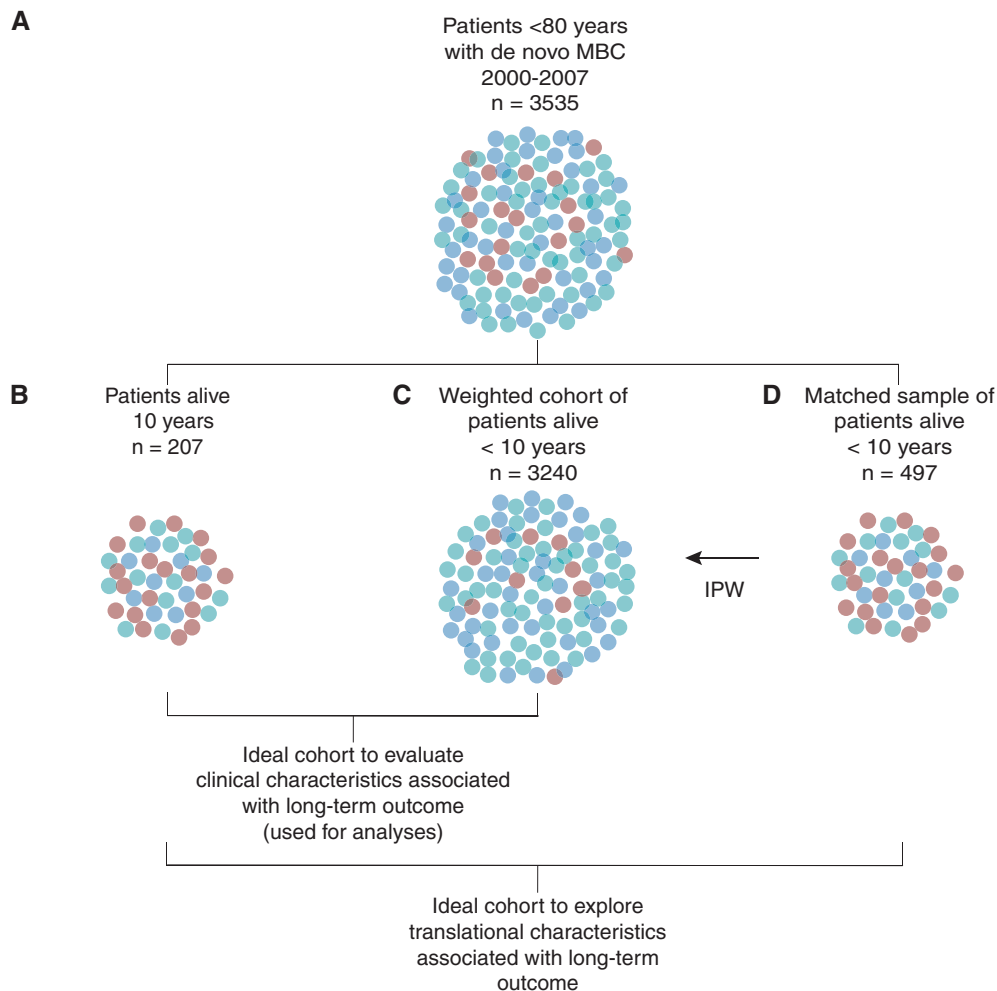 A
Patients <80 years
with de novo MBC
2000-2007
n = 3535
B
Patients alive
10 years
n = 207
C
Weighted cohort of
patients alive
< 10 years
n = 3240
D
Matched sample of
patients alive
< 10 years
n = 497
IPW
Ideal cohort to evaluate
clinical characteristics associated
with long-term outcome
(used for analyses)
Ideal cohort to explore
translational characteristics
associated with long-term
outcome